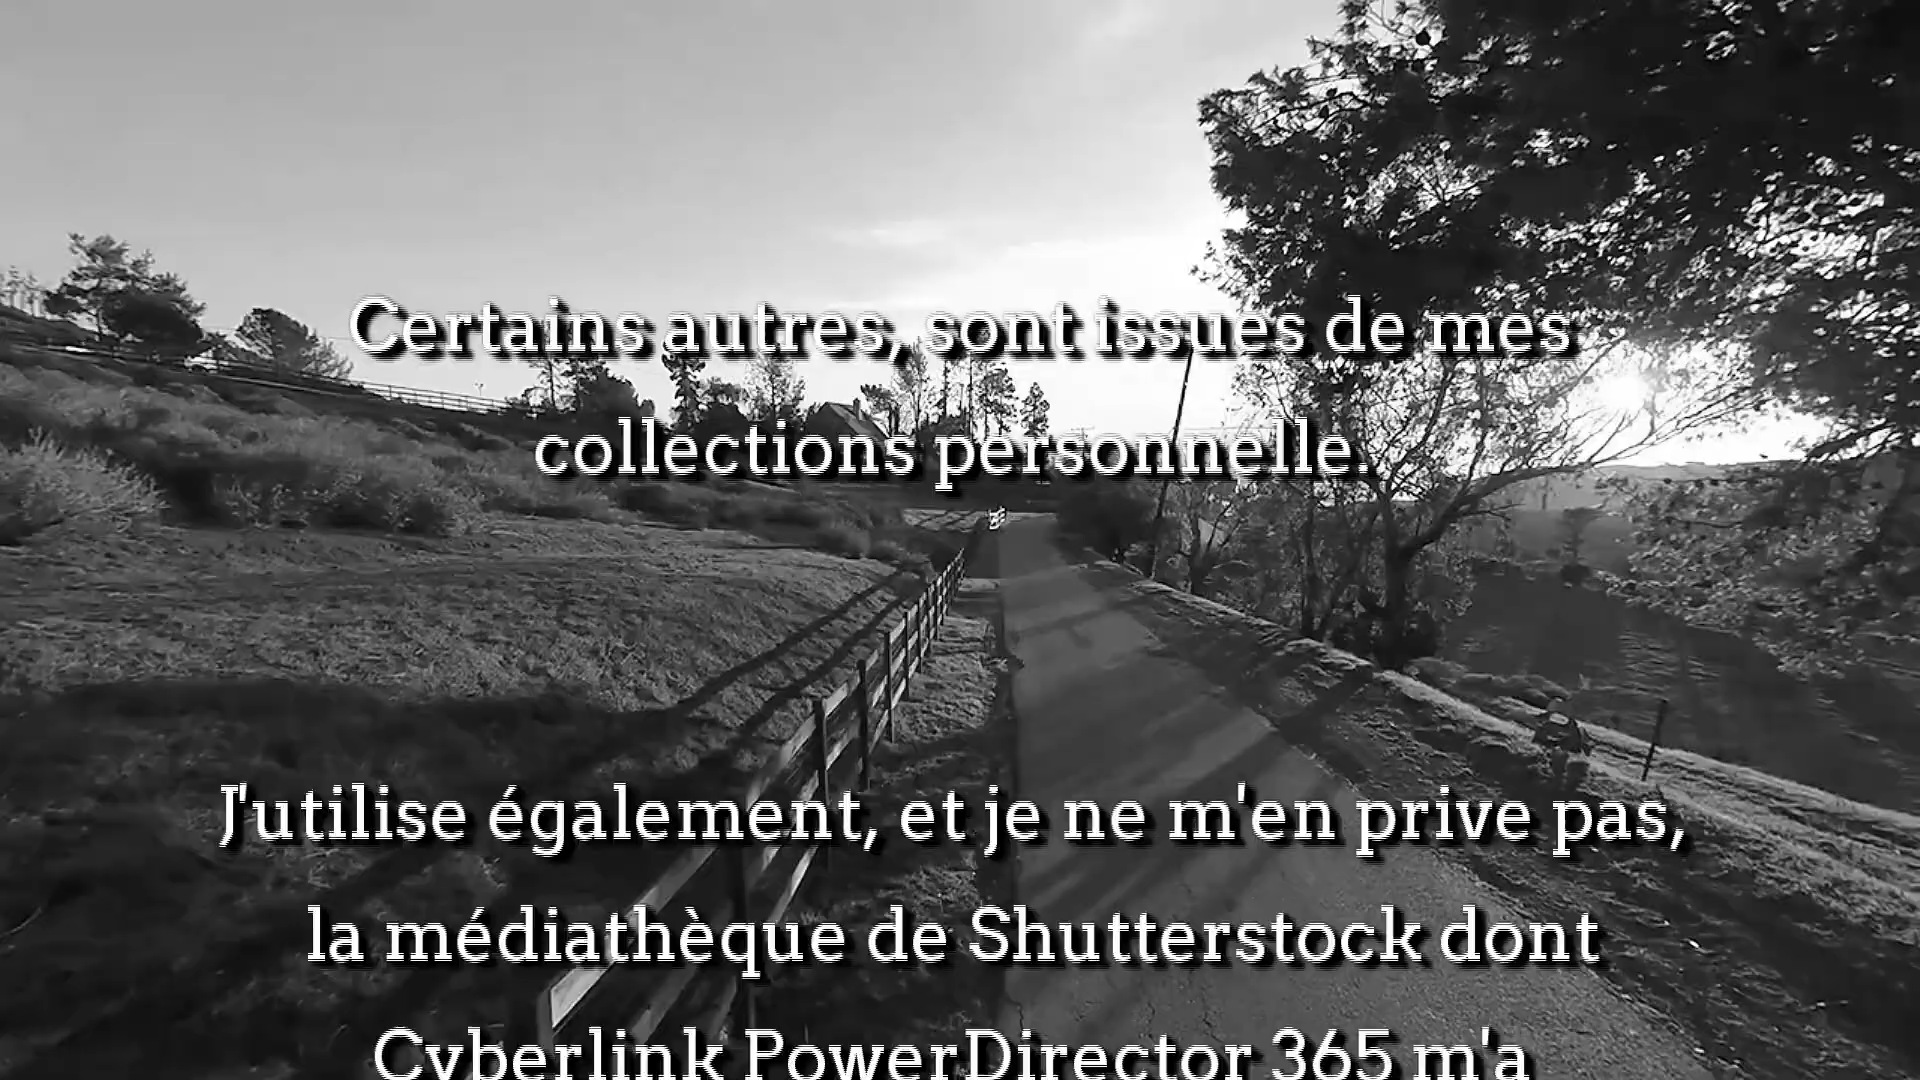 Certains autres, sont issues de mes
collections personnelle.
J'utilise également, et je ne m'en prive pas,
la médiathèque de Shutterstock dont
Cyberlink PowerDirector 365 m'a